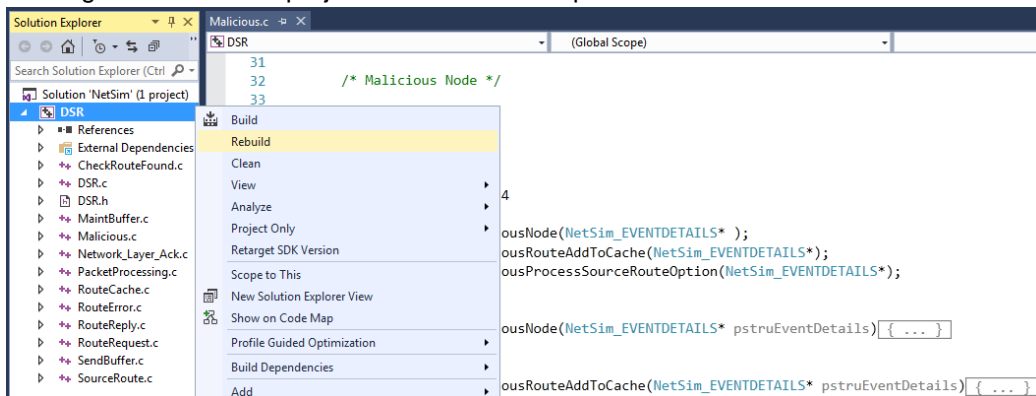 Solution Explorer
Search Solution Explorer (Ctrl
Solution 'NetSim' (1 project)
DSR
References
External Dependencies
CheckRouteFound.c
DSR.c
DSR.h
MaintBuffer.c
Malicious.c
Network_Layer_Ack.c
PacketProcessing.c
RouteCache.c
RouteError.c
RouteReply.c
RouteRequest.c
SendBuffer.c
SourceRoute.c
Build
Rebuild
Clean
View
Analyze
Project Only
Retarget SDK Version
Scope to This
New Solution Explorer View
Show on Code Map
Profile Guided Optimization
Build Dependencies
Add
Malicious.c
DSR
(Global Scope)
31
32 /* Malicious Node */
33
4
ousNode(NetSim_EVENTDETAILS* );
ousRouteAddToCache(NetSim_EVENTDETAILS*);
ousProcessSourceRouteOption(NetSim_EVENTDETAILS*);
ousNode(NetSim_EVENTDETAILS* pstruEventDetails){ ... }
ousRouteAddToCache(NetSim_EVENTDETAILS* pstruEventDetails){ ... }